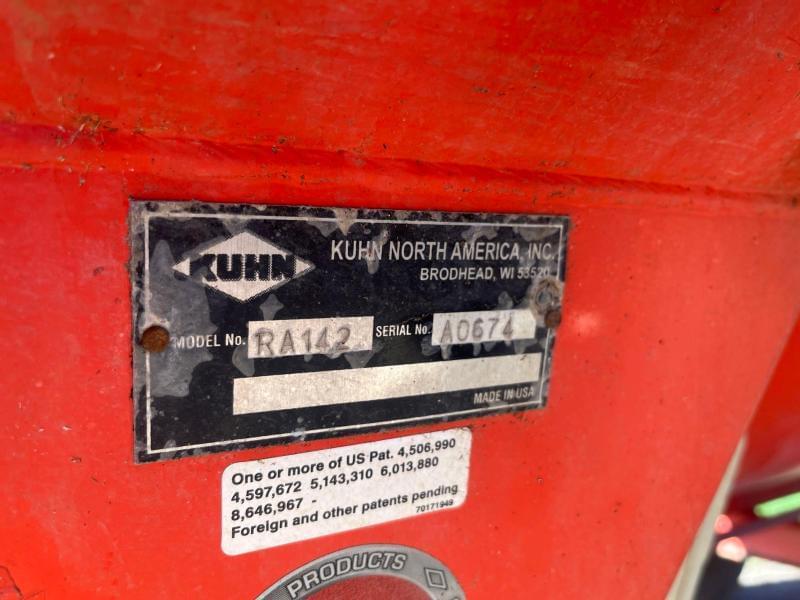 KUHN
KUHN NORTH AMERICA, INC.
BRODHEAD, WI 53520
MODEL No. RA142 SERIAL No. A0674
MADE IN USA
One or more of US Pat. 4,506,990
4,597,672 5,143,310 6,013,880
8,646,967 -
Foreign and other patents pending
70171949
PRODUCTS